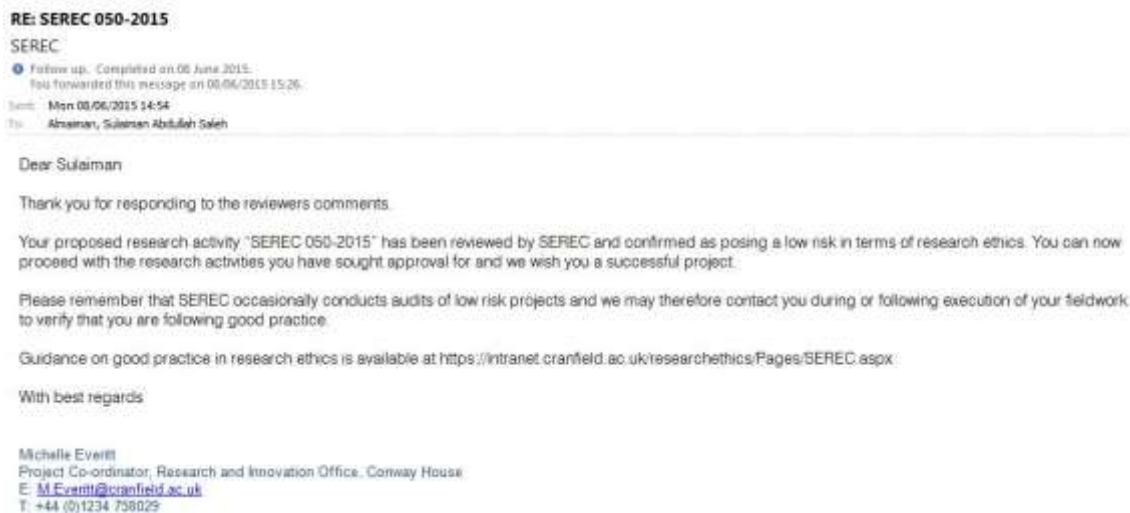 RE: SEREC 050-2015
SEREC
Follow up. Completed on 08 June 2015.
You forwarded this message on 08/06/2015 15:26.
Sent: Mon 08/06/2015 14:54
To: Almaiman, Sulaiman Abdullah Saleh
Dear Sulaiman
Thank you for responding to the reviewers comments.
Your proposed research activity "SEREC 050-2015" has been reviewed by SEREC and confirmed as posing a low risk in terms of research ethics. You can now
proceed with the research activities you have sought approval for and we wish you a successful project.
Please remember that SEREC occasionally conducts audits of low risk projects and we may therefore contact you during or following execution of your fieldwork
to verify that you are following good practice.
Guidance on good practice in research ethics is available at https://intranet.cranfield.ac.uk/researchethics/Pages/SEREC.aspx
With best regards
Michelle Everitt
Project Co-ordinator, Research and Innovation Office, Conway House
E: M.Everitt@cranfield.ac.uk
T: +44 (0)1234 758029